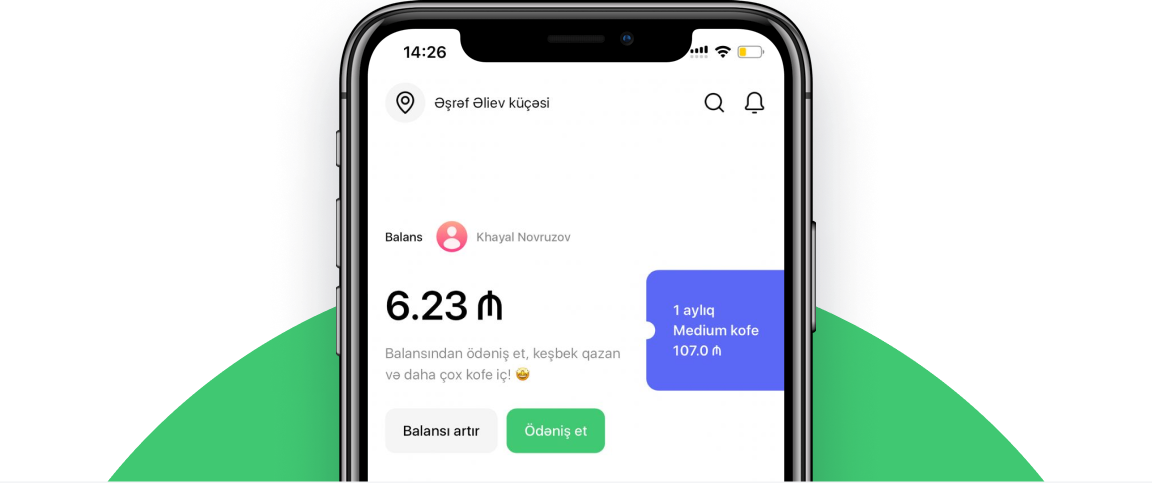 14:26
Əşrəf Əliev küçəsi
Balans
Khayal Novruzov
6.23 ₼
1 aylıq
Medium kofe
107.0 ₼
Balansından ödəniş et, keşbek qazan
və daha çox kofe iç! 🤩
Balansı artır
Ödəniş et